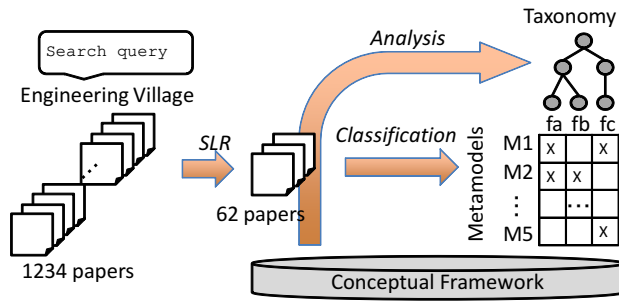 Taxonomy
Search query
Analysis
Engineering Village
SLR
Classification
fa fb fc
Metamodels
M1 x x
M2 x x
⋮ ...
M5 x
62 papers
1234 papers
Conceptual Framework